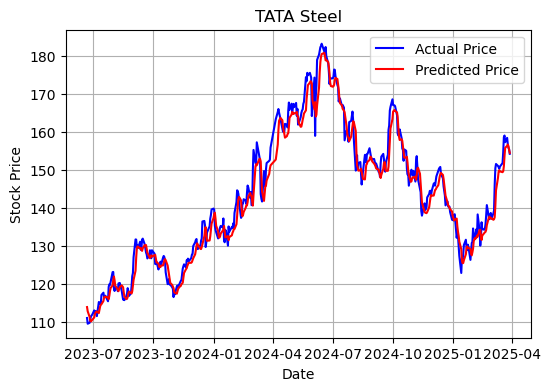 TATA Steel
Actual Price
Predicted Price
Stock Price
180
170
160
150
140
130
120
110
2023-07 2023-10 2024-01 2024-04 2024-07 2024-10 2025-01 2025-04
Date